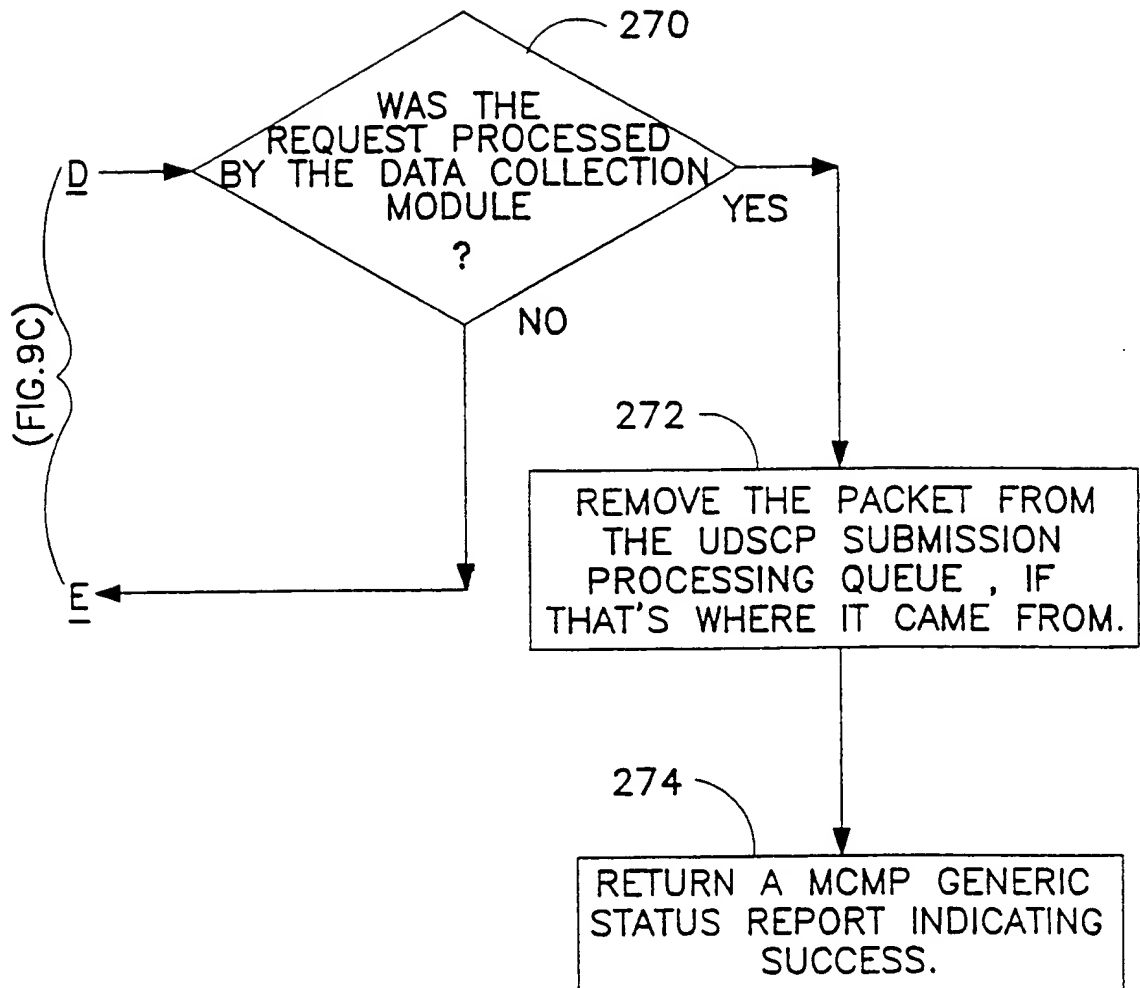 270
WAS THE
REQUEST PROCESSED
BY THE DATA COLLECTION
MODULE
?
D
YES
NO
(FIG.9C)
E
272
REMOVE THE PACKET FROM
THE UDSCP SUBMISSION
PROCESSING QUEUE , IF
THAT'S WHERE IT CAME FROM.
274
RETURN A MCMP GENERIC
STATUS REPORT INDICATING
SUCCESS.